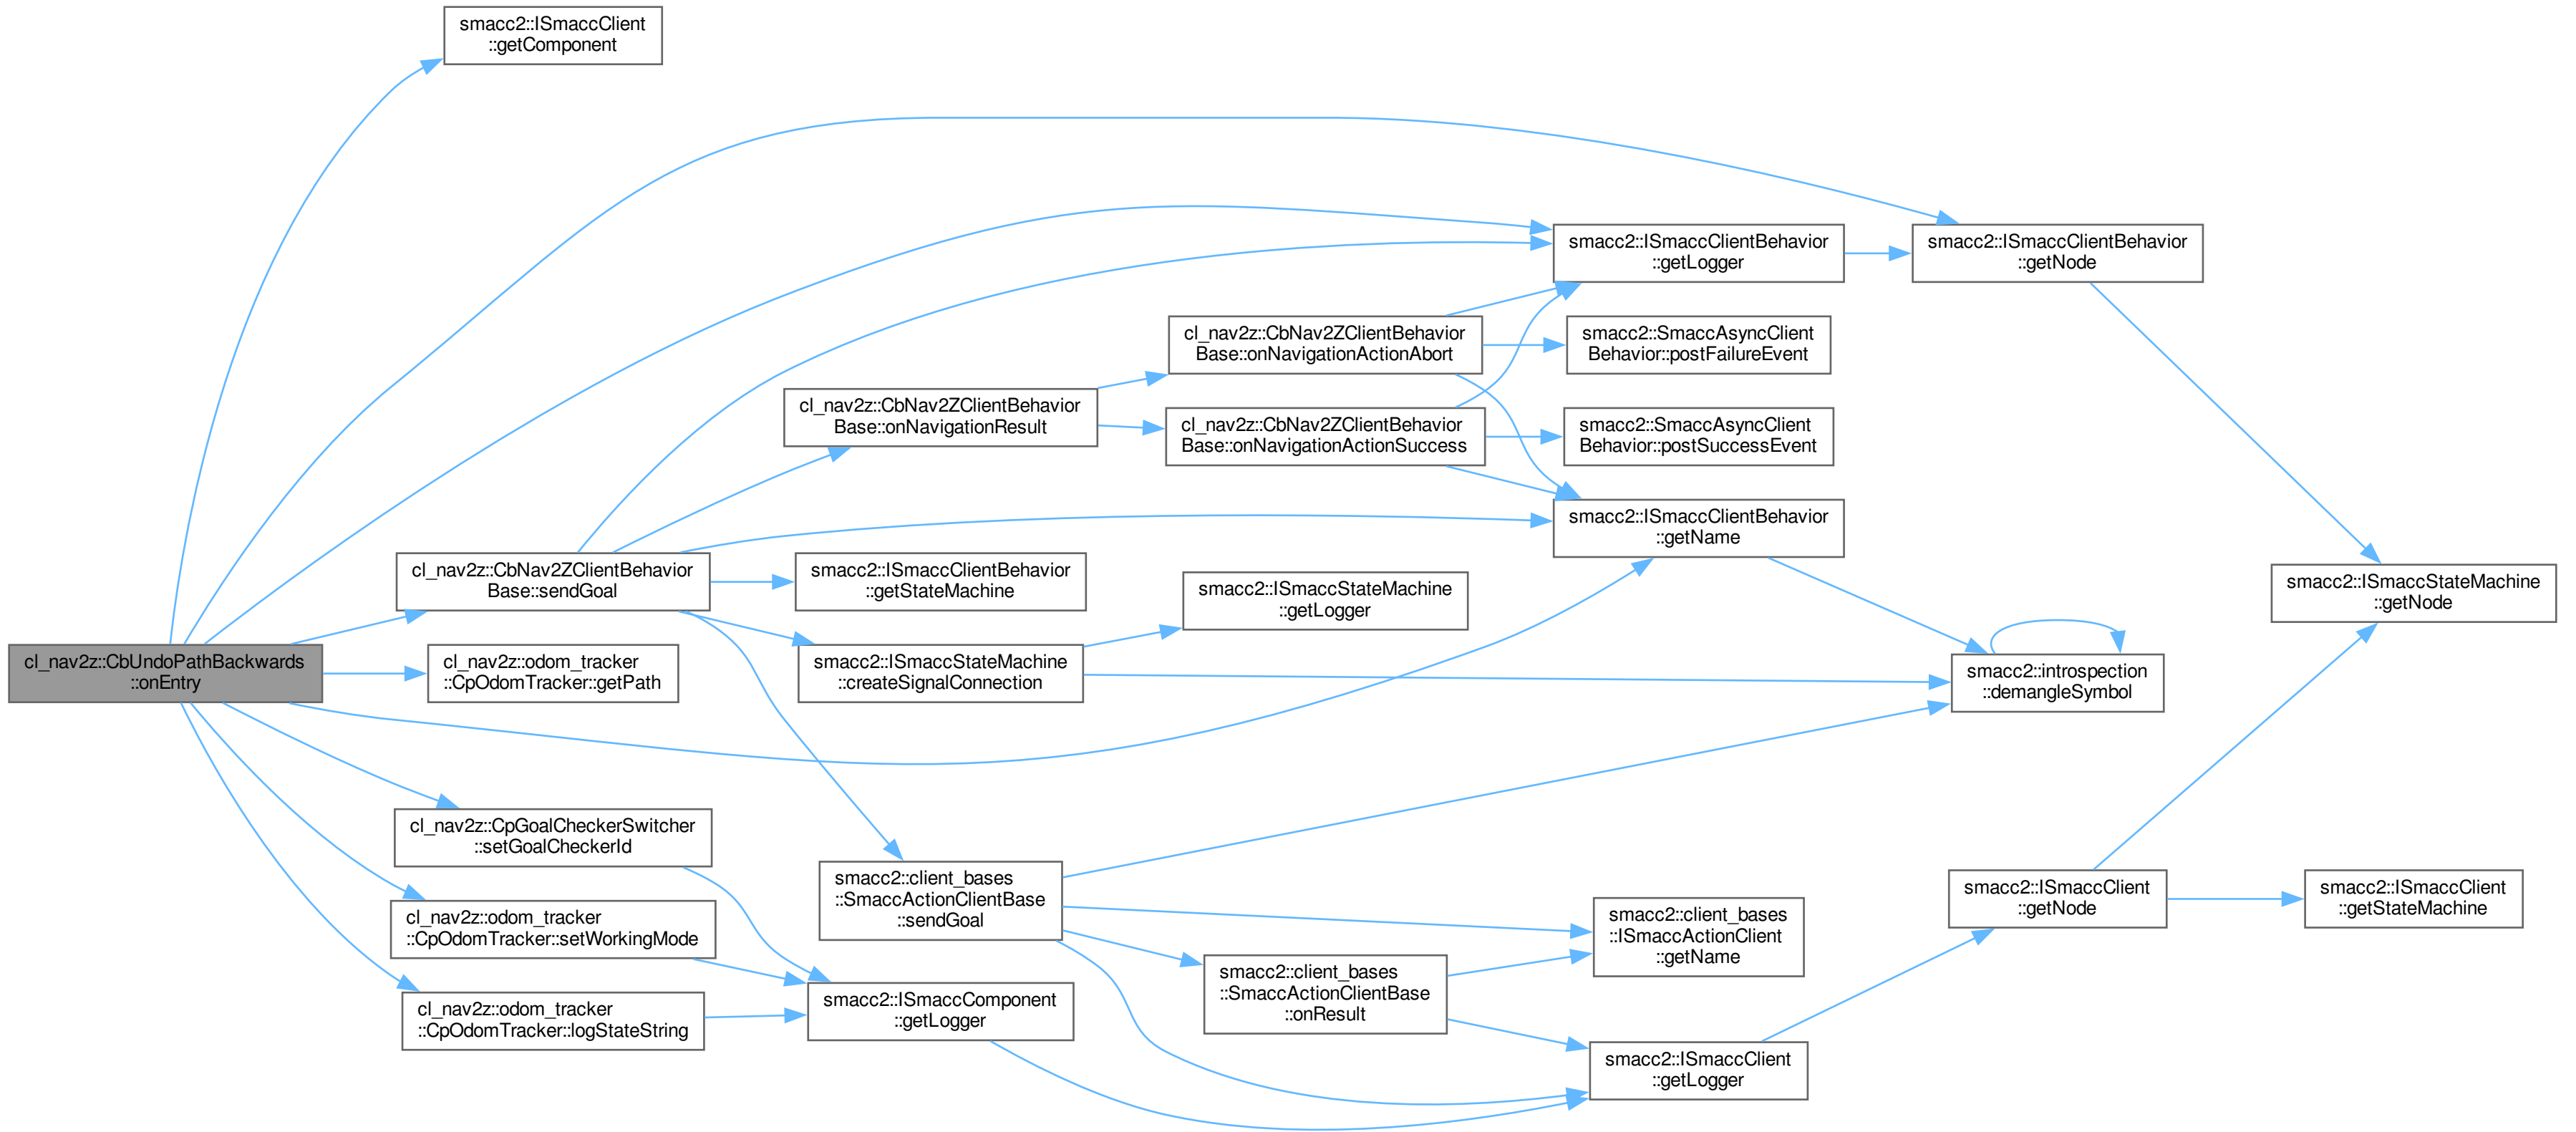 smacc2::ISmaccClient
::getComponent
smacc2::ISmaccClientBehavior
::getLogger
smacc2::ISmaccClientBehavior
::getNode
cl_nav2z::CbNav2ZClientBehavior
Base::onNavigationActionAbort
smacc2::SmaccAsyncClient
Behavior::postFailureEvent
cl_nav2z::CbNav2ZClientBehavior
Base::onNavigationResult
cl_nav2z::CbNav2ZClientBehavior
Base::onNavigationActionSuccess
smacc2::SmaccAsyncClient
Behavior::postSuccessEvent
smacc2::ISmaccClientBehavior
::getName
cl_nav2z::CbNav2ZClientBehavior
Base::sendGoal
smacc2::ISmaccClientBehavior
::getStateMachine
smacc2::ISmaccStateMachine
::getLogger
smacc2::ISmaccStateMachine
::getNode
cl_nav2z::CbUndoPathBackwards
::onEntry
cl_nav2z::odom_tracker
::CpOdomTracker::getPath
smacc2::ISmaccStateMachine
::createSignalConnection
smacc2::introspection
::demangleSymbol
cl_nav2z::CpGoalCheckerSwitcher
::setGoalCheckerId
smacc2::client_bases
::SmaccActionClientBase
::sendGoal
smacc2::ISmaccClient
::getNode
smacc2::ISmaccClient
::getStateMachine
cl_nav2z::odom_tracker
::CpOdomTracker::setWorkingMode
smacc2::client_bases
::ISmaccActionClient
::getName
smacc2::client_bases
::SmaccActionClientBase
::onResult
cl_nav2z::odom_tracker
::CpOdomTracker::logStateString
smacc2::ISmaccComponent
::getLogger
smacc2::ISmaccClient
::getLogger